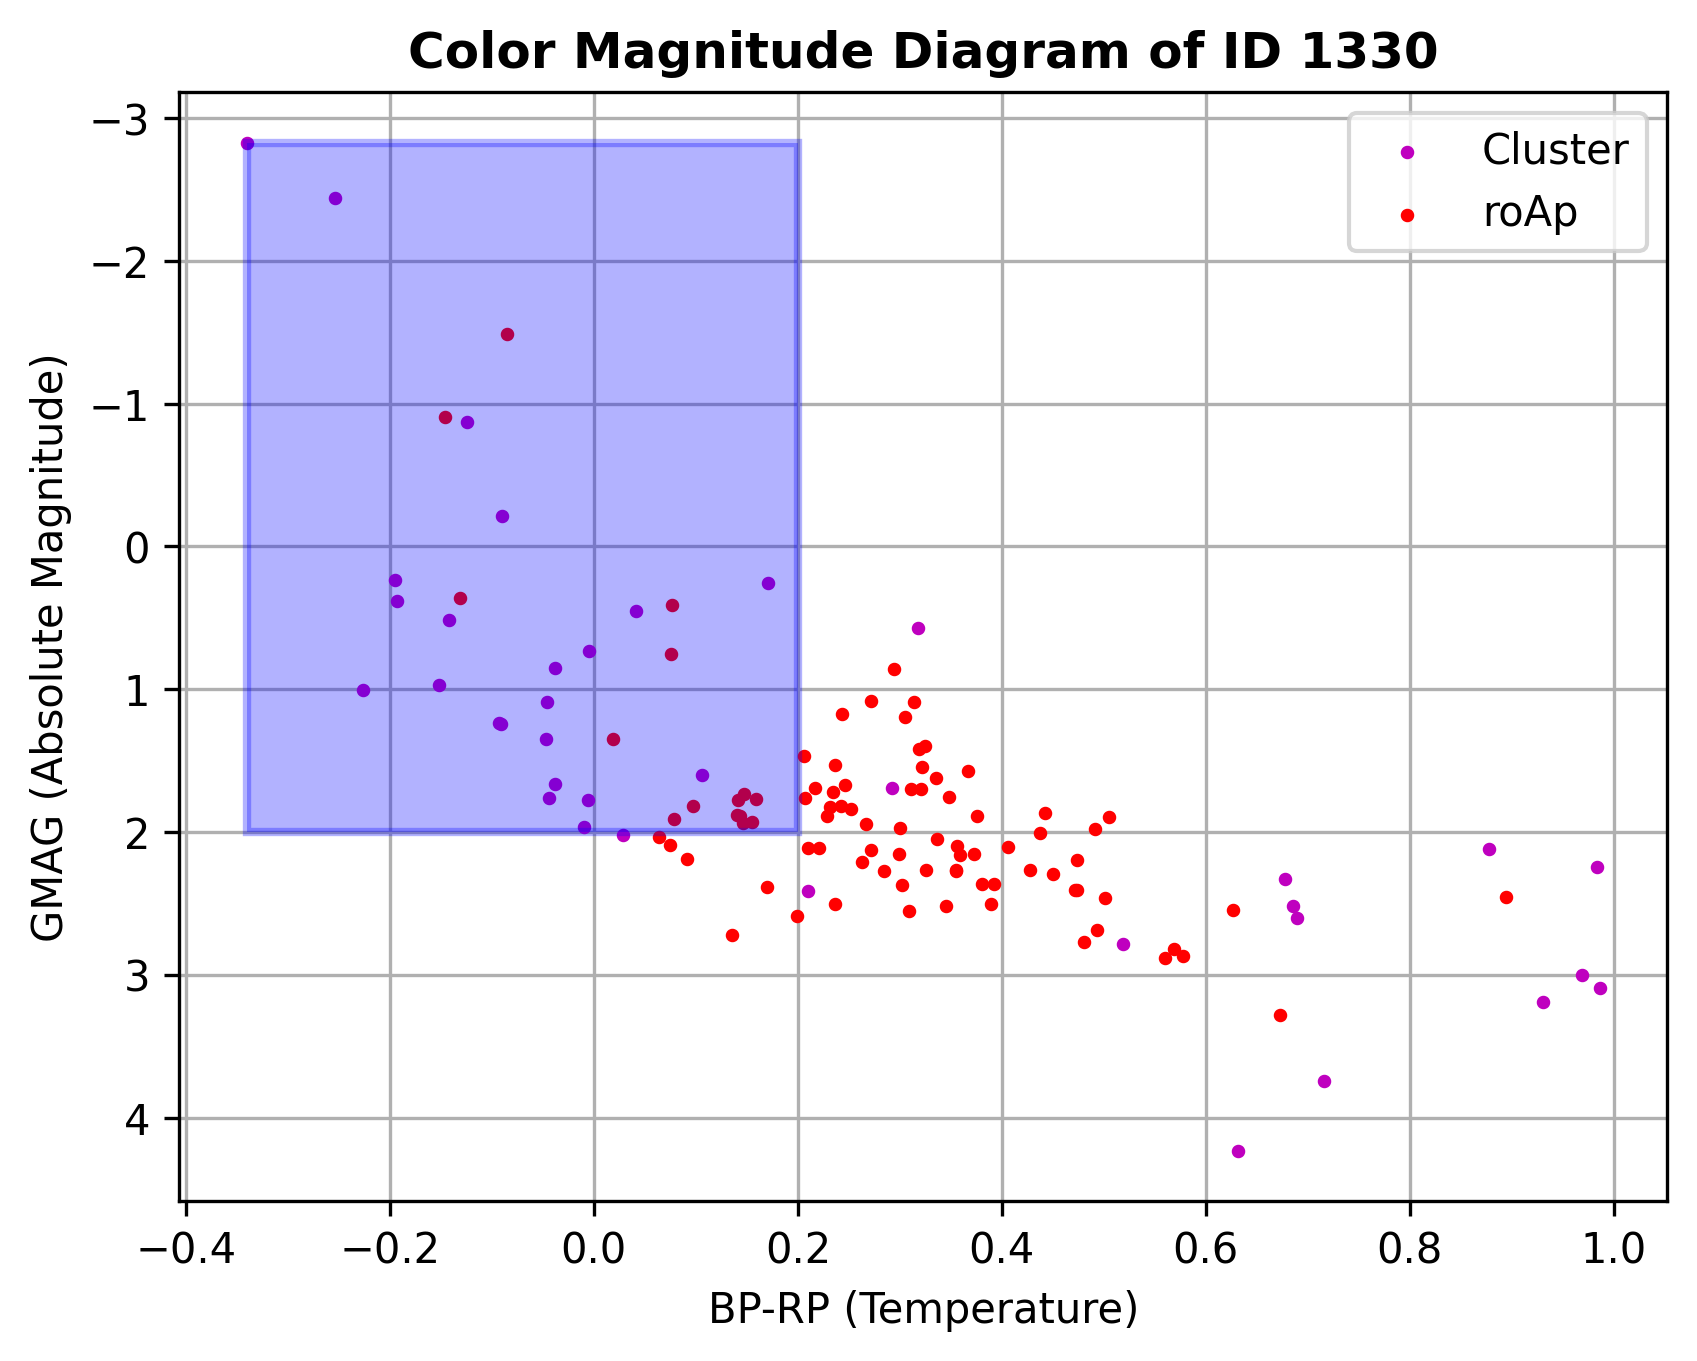 Color Magnitude Diagram of ID 1330
−3
−2
−1
0
1
2
3
4
GMAG (Absolute Magnitude)
Cluster
roAp
−0.4 −0.2 0.0 0.2 0.4 0.6 0.8 1.0
BP-RP (Temperature)